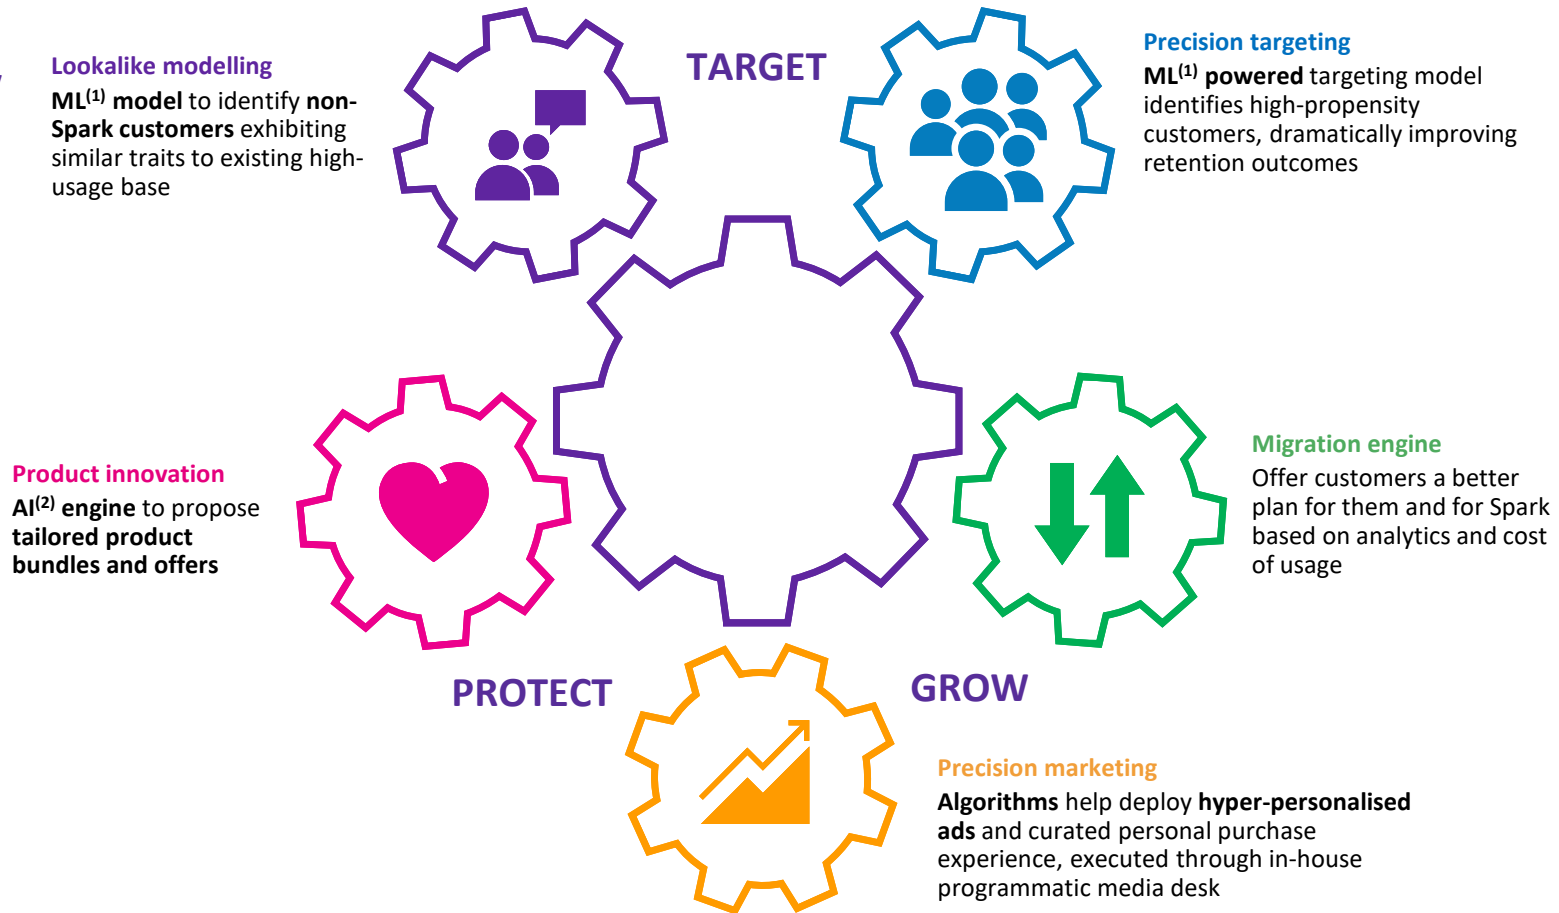 TARGET
Lookalike modelling
ML(1) model to identify non-
Spark customers exhibiting
similar traits to existing high-
usage base
Precision targeting
ML(1) powered targeting model
identifies high-propensity
customers, dramatically improving
retention outcomes
Product innovation
AI(2) engine to propose
tailored product
bundles and offers
Migration engine
Offer customers a better
plan for them and for Spark
based on analytics and cost
of usage
PROTECT
GROW
Precision marketing
Algorithms help deploy hyper-personalised
ads and curated personal purchase
experience, executed through in-house
programmatic media desk